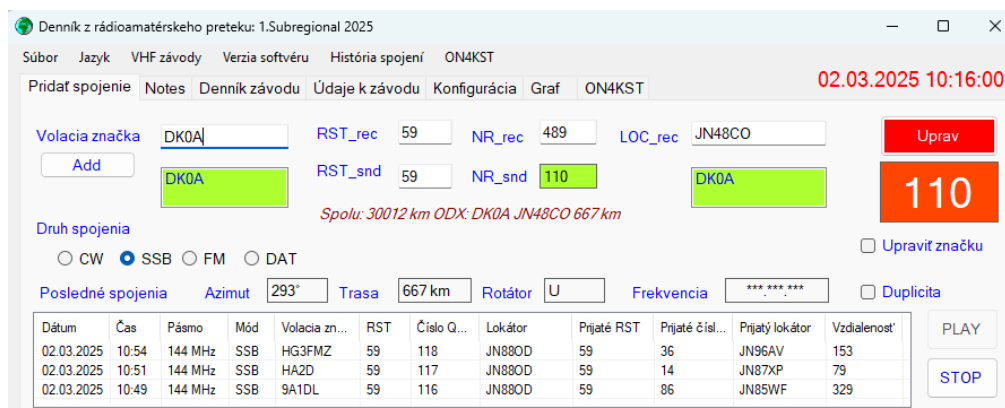 Denník z rádioamatérskeho preteku: 1.Subregional 2025
Súbor Jazyk VHF závody Verzia softvéru História spojení ON4KST
Pridať spojenie Notes Denník závodu Údaje k závodu Konfigurácia Graf ON4KST 02.03.2025 10:16:00
Volacia značka DK0A RST_rec 59 NR_rec 489 LOC_rec JN48CO Uprav
Add DK0A RST_snd 59 NR_snd 110 DK0A 110
Spolu: 30012 km ODX: DK0A JN48CO 667 km
Druh spojenia
CW SSB FM DAT Upraviť značku
Posledné spojenia Azimut 293° Trasa 667 km Rotátor U Frekvencia ***.***.*** Duplicita
Dátum Čas Pásmo Mód Volacia zn... RST Číslo Q... Lokátor Prijaté RST Prijaté čísl... Prijatý lokátor Vzdialenosť PLAY
02.03.2025 10:54 144 MHz SSB HG3FMZ 59 118 JN88OD 59 36 JN96AV 153
02.03.2025 10:51 144 MHz SSB HA2D 59 117 JN88OD 59 14 JN87XP 79 STOP
02.03.2025 10:49 144 MHz SSB 9A1DL 59 116 JN88OD 59 86 JN85WF 329